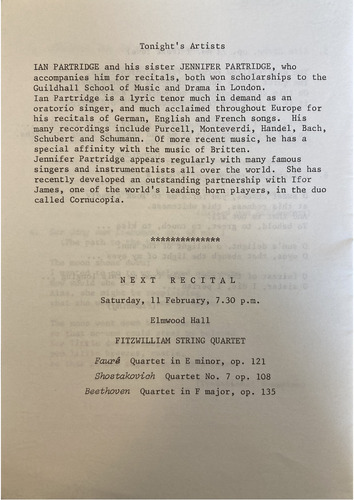 Tonight's Artists
IAN PARTRIDGE and his sister JENNIFER PARTRIDGE, who
accompanies him for recitals, both won scholarships to the
Guildhall School of Music and Drama in London.
Ian Partridge is a lyric tenor much in demand as an
oratorio singer, and much acclaimed throughout Europe for
his recitals of German, English and French songs. His
many recordings include Purcell, Monteverdi, Handel, Bach,
Schubert and Schumann. Of more recent music, he has a
special affinity with the music of Britten.
Jennifer Partridge appears regularly with many famous
singers and instrumentalists all over the world. She has
recently developed an outstanding partnership with Ifor
James, one of the world's leading horn players, in the duo
called Cornucopia.
**************
NEXT RECITAL
Saturday, 11 February, 7.30 p.m.
Elmwood Hall
FITZWILLIAM STRING QUARTET
Fauré Quartet in E minor, op. 121
Shostakovich Quartet No. 7 op. 108
Beethoven Quartet in F major, op. 135